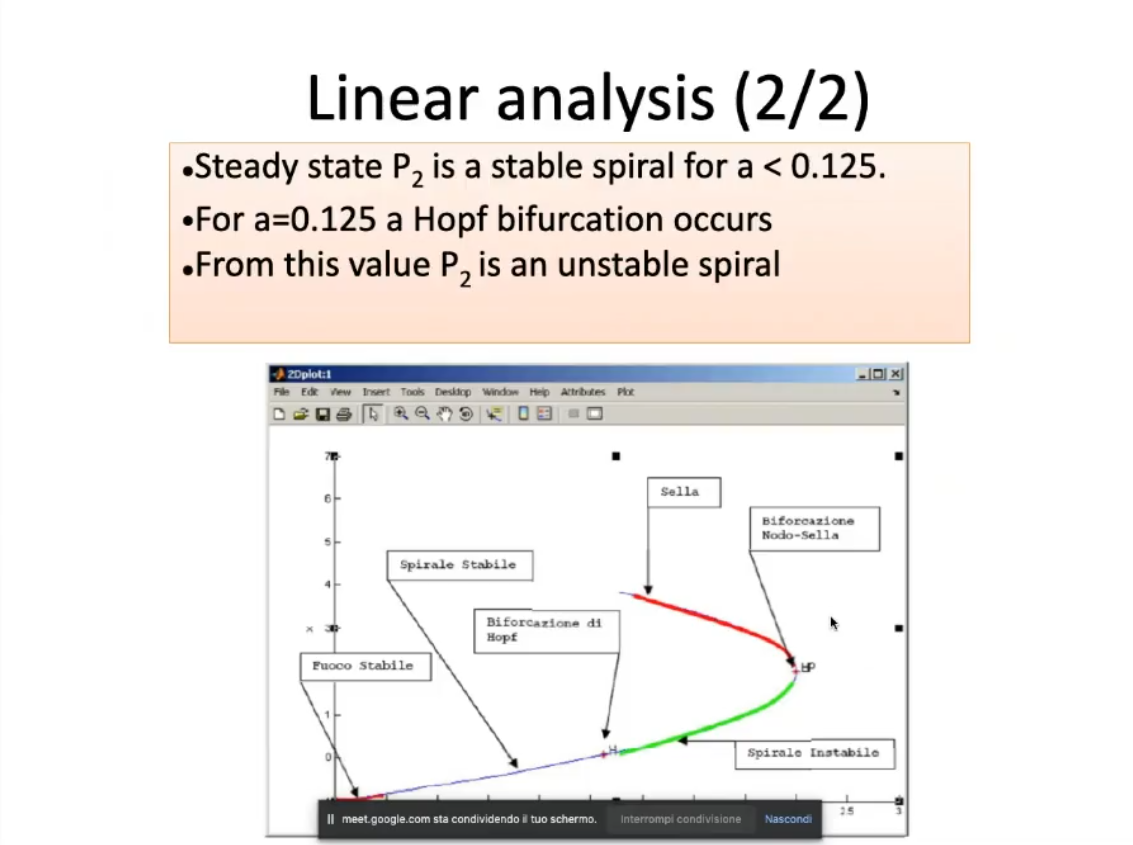 Linear analysis (2/2)
•Steady state P2 is a stable spiral for a < 0.125.
•For a=0.125 a Hopf bifurcation occurs
•From this value P2 is an unstable spiral
2Dplot:1
File Edit View Insert Tools Desktop Window Help Attributes Plot
7
6
Sella
Biforcazione
Nodo-Sella
5
Spirale Stabile
4
Biforcazione di
Hopf
x 3
Fuoco Stabile
1
H
Spirale Instabile
0
2.5 3
meet.google.com sta condividendo il tuo schermo. Interrompi condivisione Nascondi